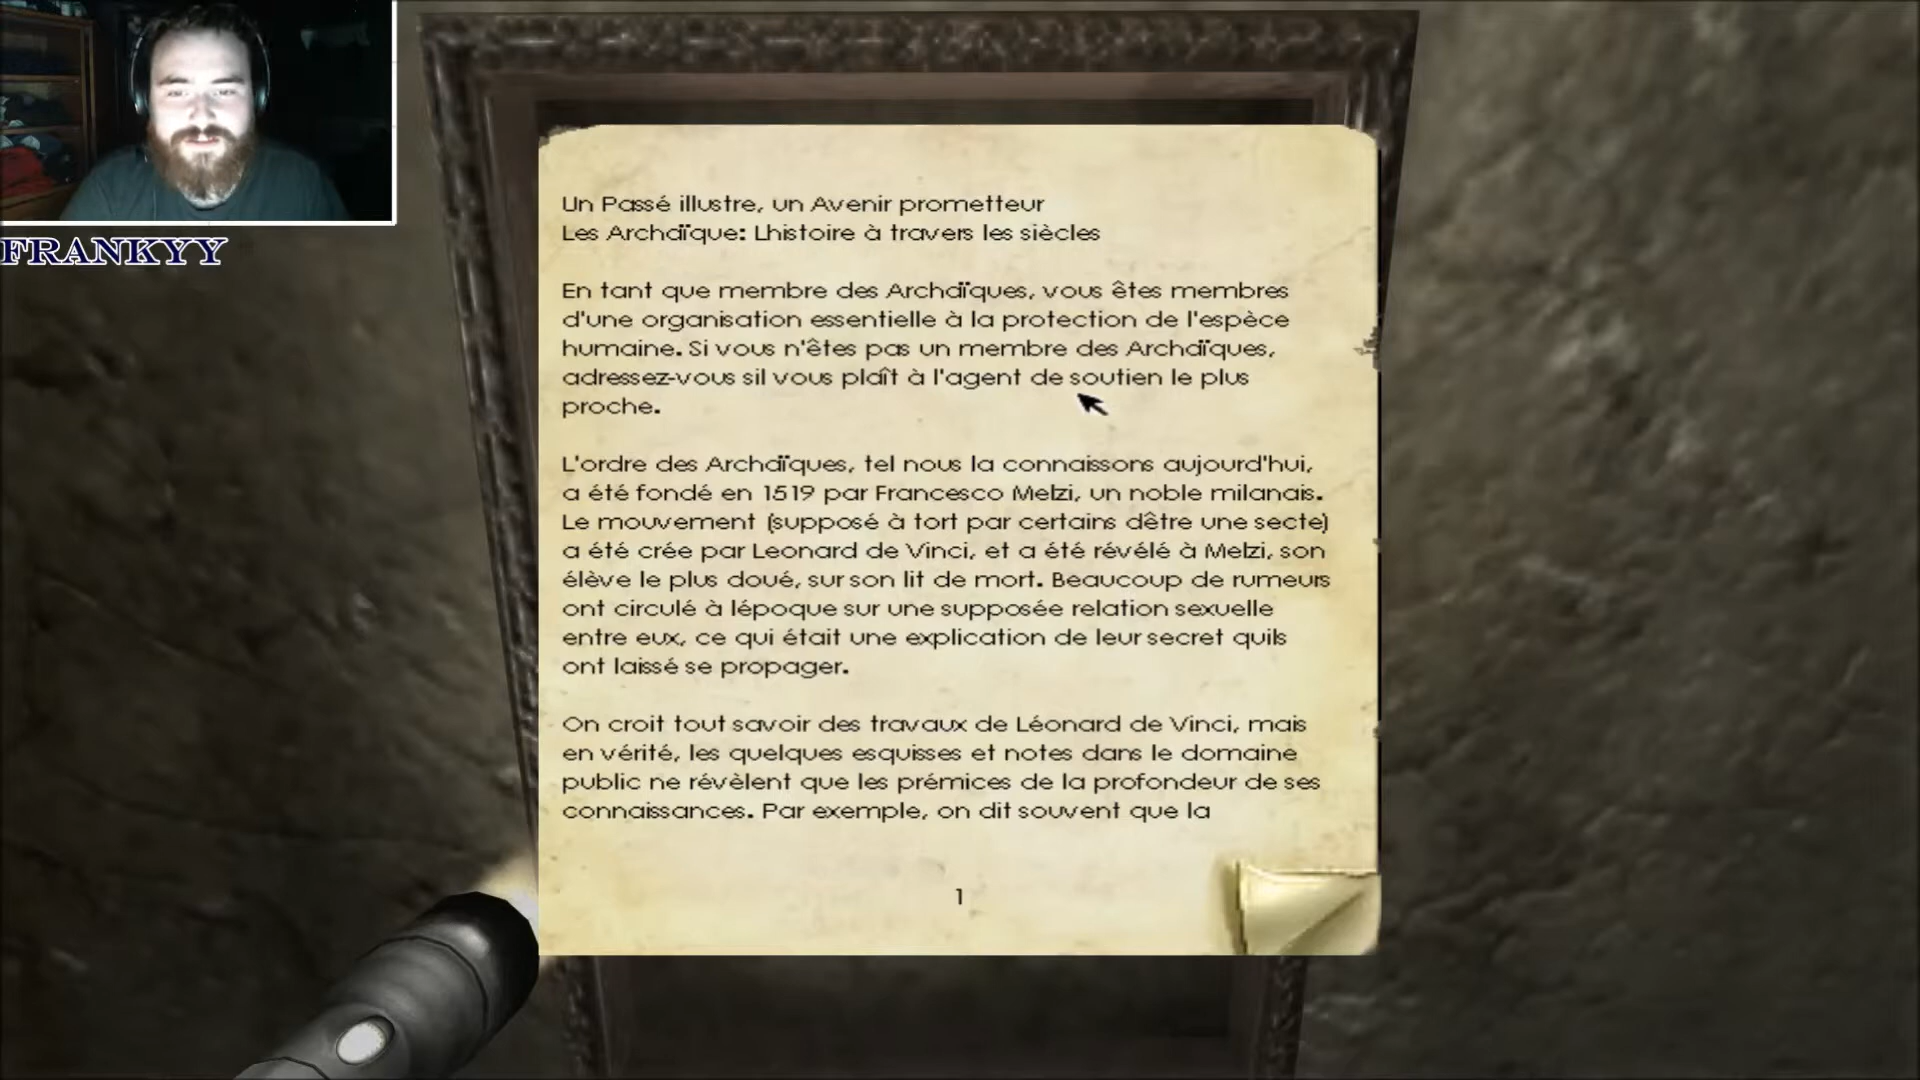 FRANKYY
Un Passé illustre, un Avenir prometteur
Les Archaïque: Lhistoire à travers les siècles
En tant que membre des Archaïques, vous êtes membres
d'une organisation essentielle à la protection de l'espèce
humaine. Si vous n'êtes pas un membre des Archaïques,
adressez-vous sil vous plaît à l'agent de soutien le plus
proche.
L'ordre des Archaïques, tel nous la connaissons aujourd'hui,
a été fondé en 1519 par Francesco Melzi, un noble milanais.
Le mouvement (supposé à tort par certains dêtre une secte)
a été crée par Leonard de Vinci, et a été révélé à Melzi, son
élève le plus doué, sur son lit de mort. Beaucoup de rumeurs
ont circulé à lépoque sur une supposée relation sexuelle
entre eux, ce qui était une explication de leur secret quils
ont laissé se propager.
On croit tout savoir des travaux de Léonard de Vinci, mais
en vérité, les quelques esquisses et notes dans le domaine
public ne révèlent que les prémices de la profondeur de ses
connaissances. Par exemple, on dit souvent que la
1